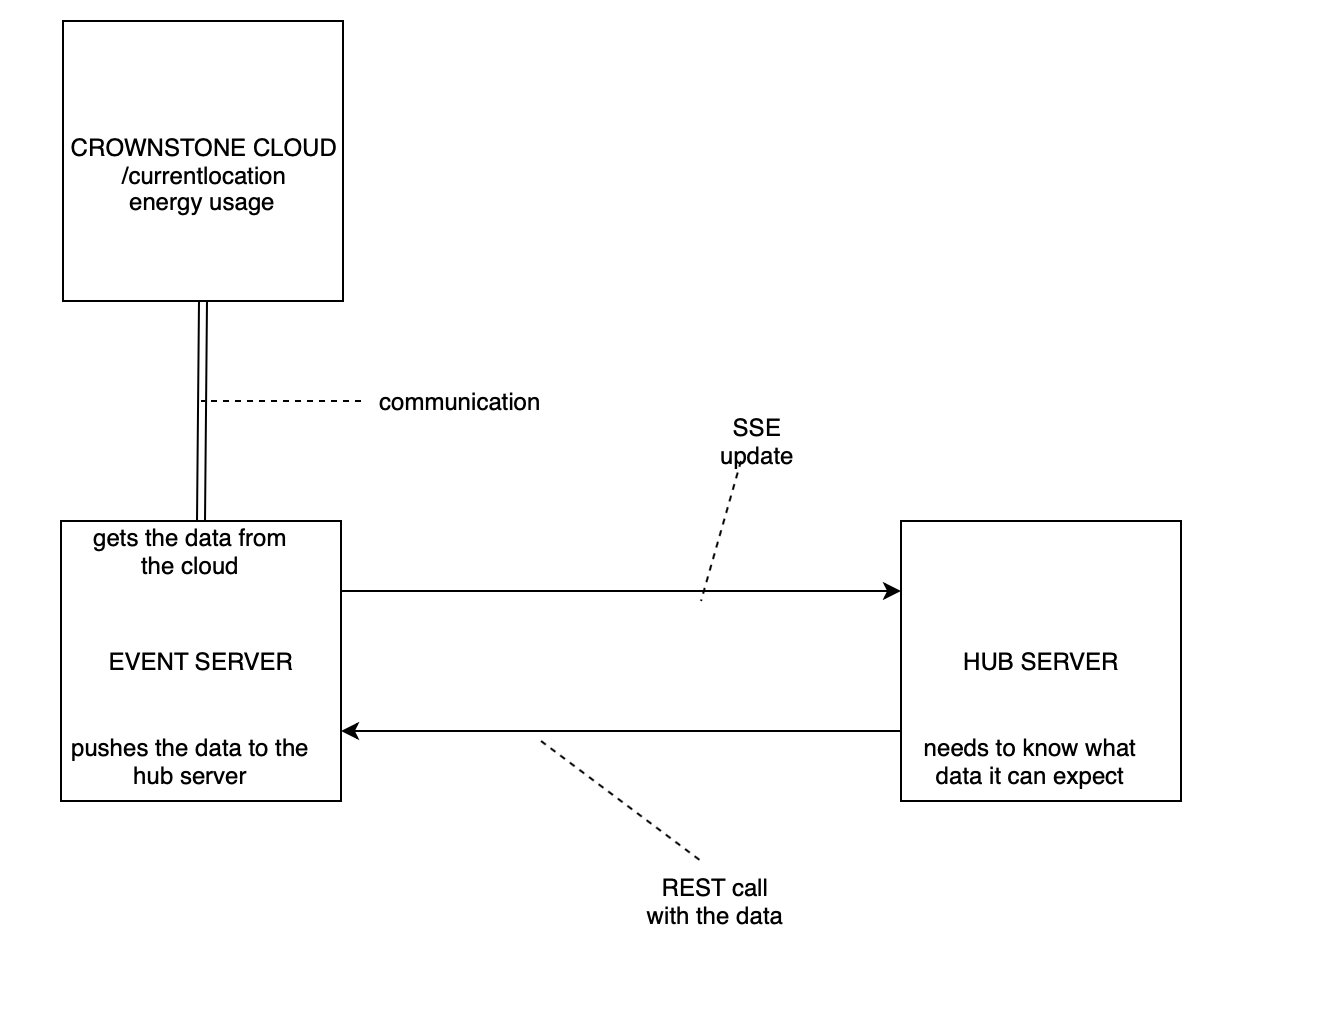 CROWNSTONE CLOUD
/currentlocation
energy usage
communication
SSE
update
gets the data from
the cloud
EVENT SERVER
HUB SERVER
pushes the data to the
hub server
needs to know what
data it can expect
REST call
with the data